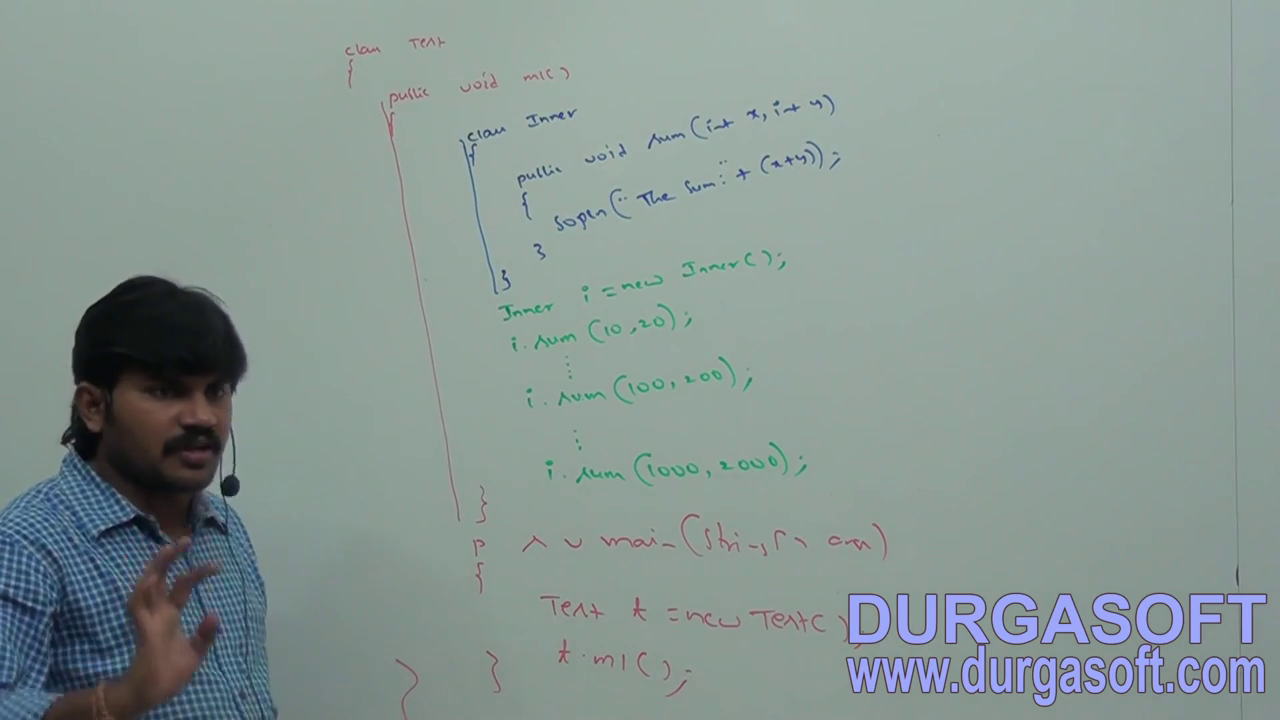 class Test
{
public void m1()
{
class Inner
{
public void sum(int x, int y)
{
sopln("The sum:" + (x+y));
}
}
Inner i = new Inner();
i.sum(10,20);
⋮
i.sum(100,200);
⋮
i.sum(1000,2000);
}
p s v main(String[] args)
{
Test t = new Test();
t.m1();
}
}
DURGASOFT
www.durgasoft.com